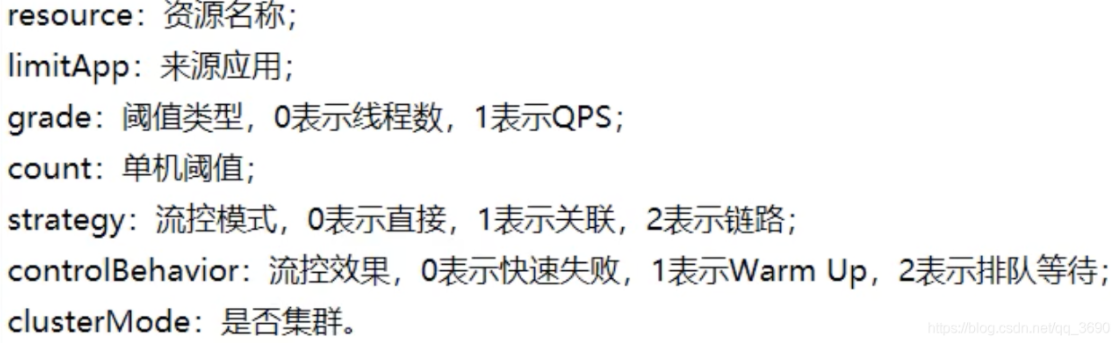 resource：资源名称；
limitApp：来源应用；
grade：阈值类型，0表示线程数，1表示QPS；
count：单机阈值；
strategy：流控模式，0表示直接，1表示关联，2表示链路；
controlBehavior：流控效果，0表示快速失败，1表示Warm Up，2表示排队等待；
clusterMode：是否集群。
https://blog.csdn.net/qq_3690